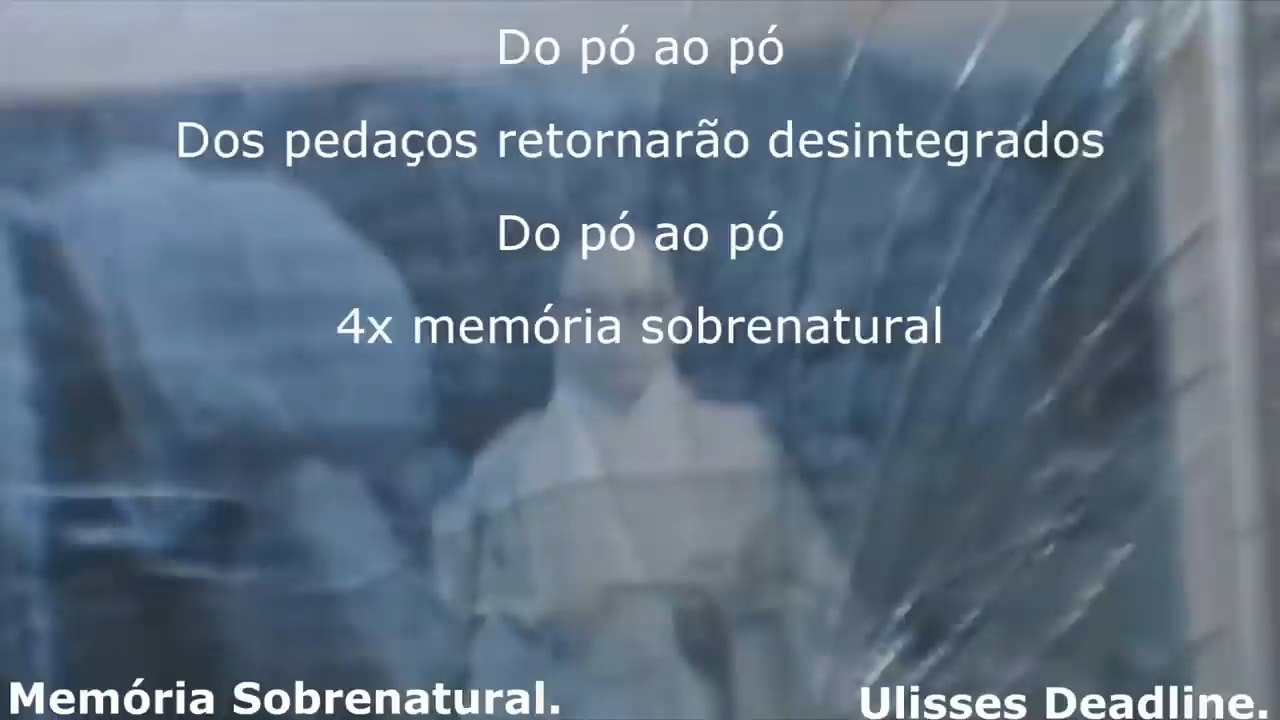 Do pó ao pó
Dos pedaços retornarão desintegrados
Do pó ao pó
4x memória sobrenatural
Memória Sobrenatural.
Ulisses Deadline.